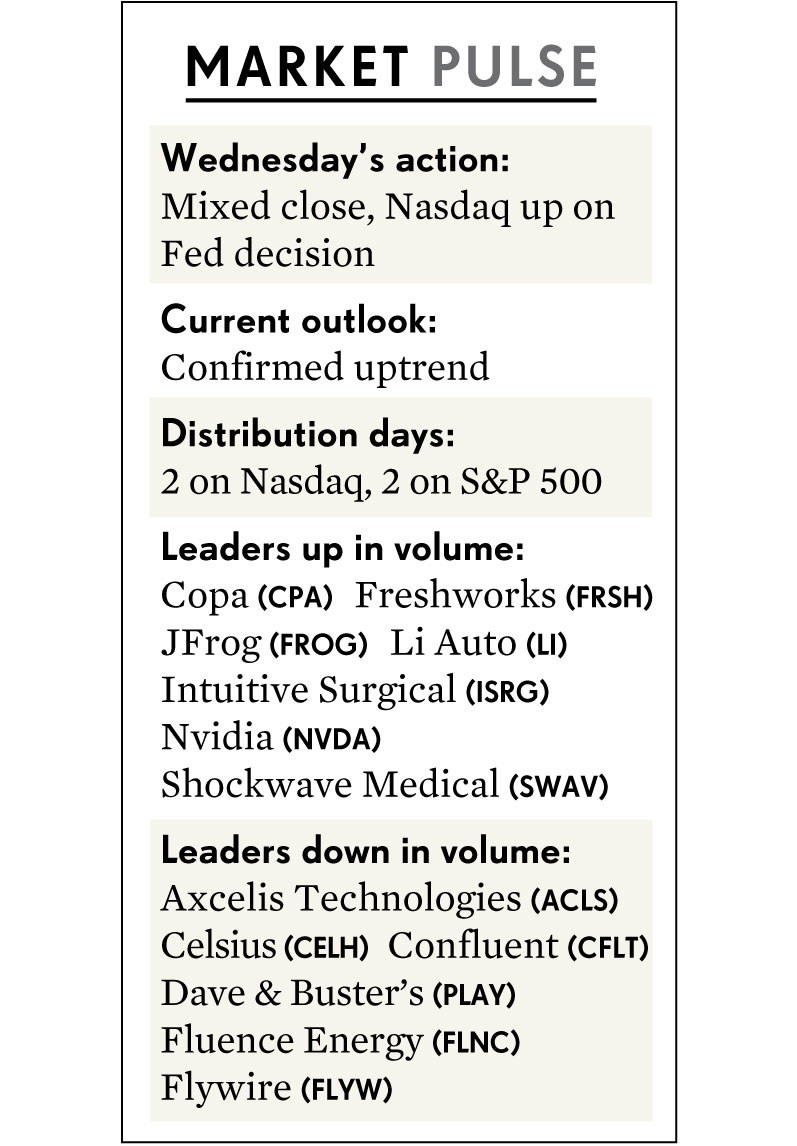 MARKET PULSE
Wednesday’s action:
Mixed close, Nasdaq up on
Fed decision
Current outlook:
Confirmed uptrend
Distribution days:
2 on Nasdaq, 2 on S&P 500
Leaders up in volume:
Copa (CPA) Freshworks (FRSH)
JFrog (FROG) Li Auto (LI)
Intuitive Surgical (ISRG)
Nvidia (NVDA)
Shockwave Medical (SWAV)
Leaders down in volume:
Axcelis Technologies (ACLS)
Celsius (CELH) Confluent (CFLT)
Dave & Buster’s (PLAY)
Fluence Energy (FLNC)
Flywire (FLYW)